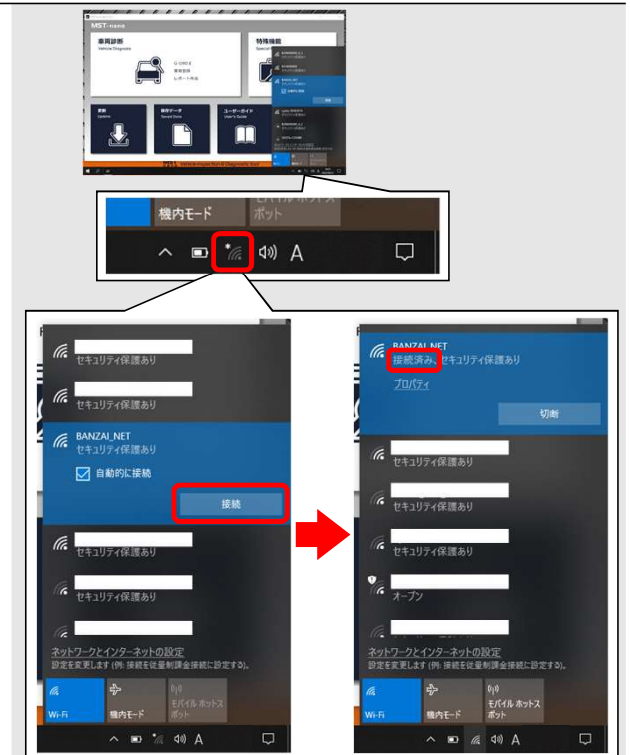 MST-nano
車両診断
Vehicle Diagnosis
特殊機能
更新
Update
保存データ
Saved Data
ユーザーガイド
User's Guide
機内モード
モバイル ホットス
ポット
A
セキュリティ保護あり
セキュリティ保護あり
BANZAI_NET
セキュリティ保護あり
自動的に接続
接続
セキュリティ保護あり
セキュリティ保護あり
ネットワークとインターネットの設定
設定を変更します (例: 接続を従量制課金接続に設定する)。
Wi-Fi
機内モード
モバイル ホットス
ポット
A
BANZAI_NET
接続済み、セキュリティ保護あり
プロパティ
切断
セキュリティ保護あり
セキュリティ保護あり
セキュリティ保護あり
オープン
ネットワークとインターネットの設定
設定を変更します (例: 接続を従量制課金接続に設定する)。
Wi-Fi
機内モード
モバイル ホットス
ポット
A